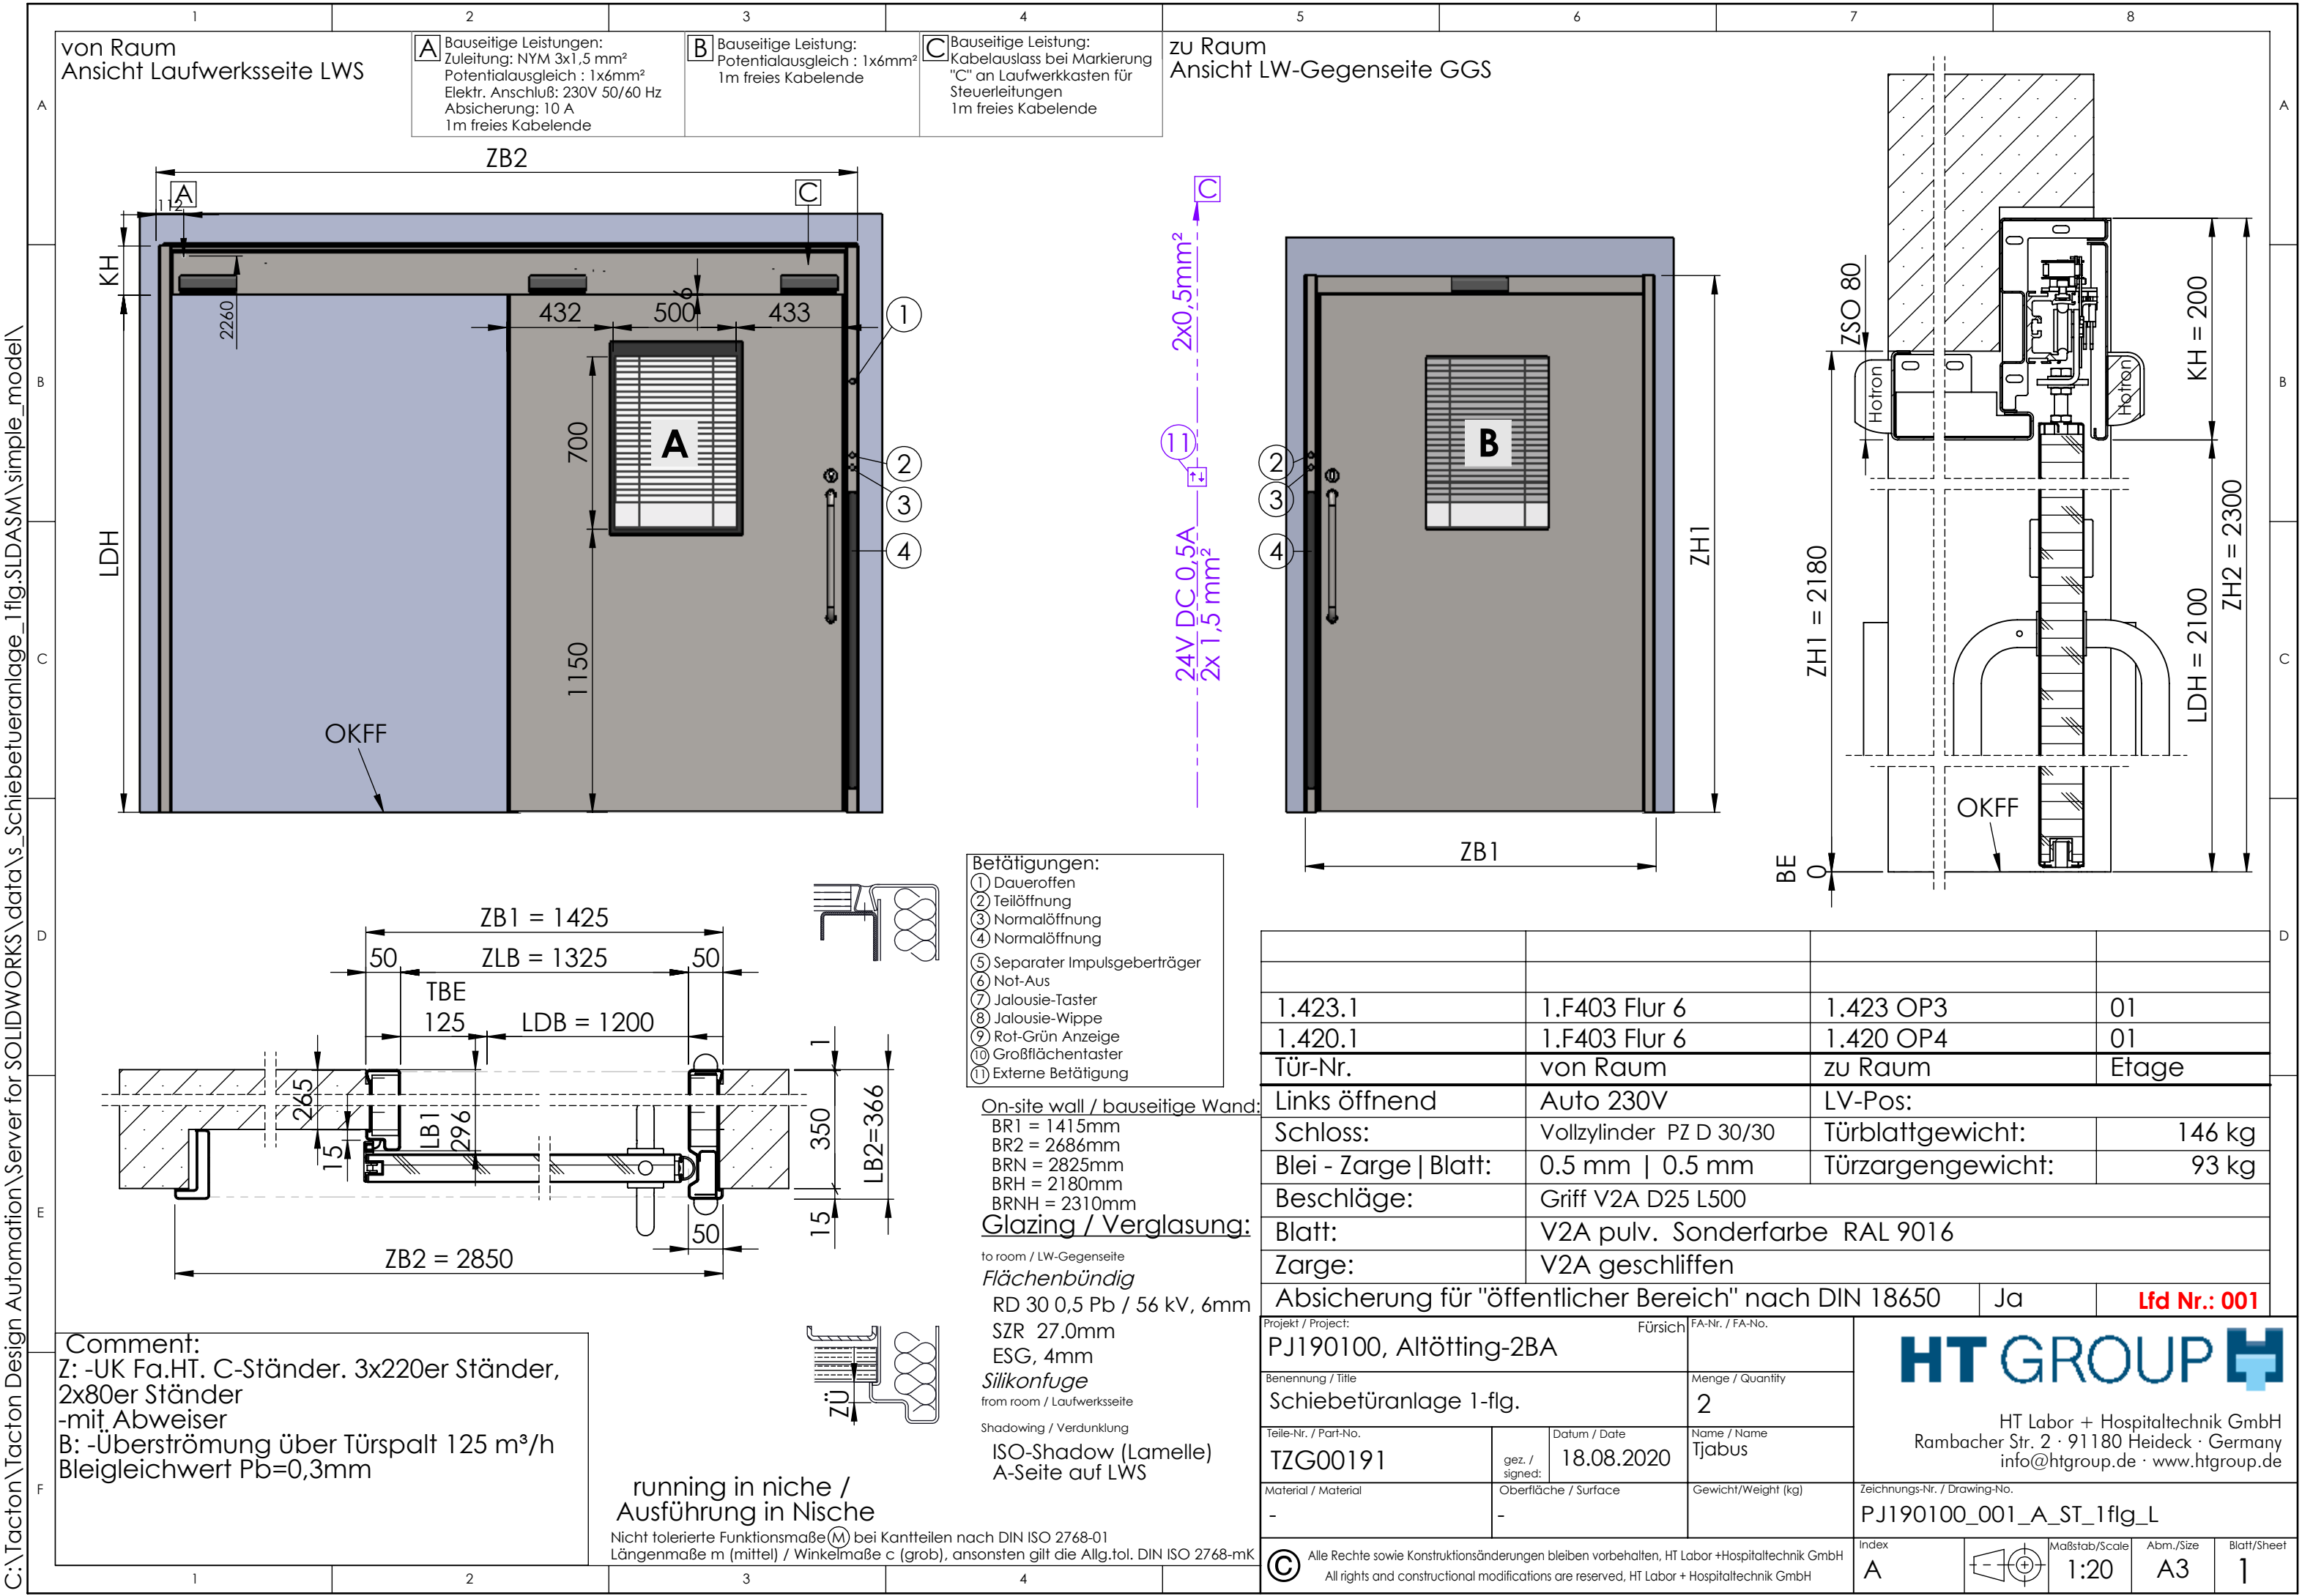 1 2 3 4 5 6 7 8
von Raum
Ansicht Laufwerksseite LWS
A
Bauseitige Leistungen:
Zuleitung: NYM 3x1,5 mm²
Potentialausgleich : 1x6mm²
Elektr. Anschluß: 230V 50/60 Hz
Absicherung: 10 A
1m freies Kabelende
B
Bauseitige Leistung:
Potentialausgleich : 1x6mm²
1m freies Kabelende
C
Bauseitige Leistung:
Kabelauslass bei Markierung
"C" an Laufwerkkasten für
Steuerleitungen
1m freies Kabelende
zu Raum
Ansicht LW-Gegenseite GGS
A A
B B
C C
D D
E
F
ZB2
A
112
C
KH
2260
432 500 433
6
1
2
3
4
700
A
LDH
1150
OKFF
C
2x0,5mm²
11
24V DC 0,5A
2x 1,5 mm²
2
3
4
B
ZH1
ZB1
ZSO 80
Hotron
Hotron
KH = 200
ZH1 = 2180
LDH = 2100
ZH2 = 2300
OKFF
BE
0
ZB1 = 1425
50 ZLB = 1325 50
TBE
125 LDB = 1200
265
15
LB1
296
1
350
LB2=366
15
50
ZB2 = 2850
ZÜ
Betätigungen:
1 Daueroffen
2 Teilöffnung
3 Normalöffnung
4 Normalöffnung
5 Separater Impulsgeberträger
6 Not-Aus
7 Jalousie-Taster
8 Jalousie-Wippe
9 Rot-Grün Anzeige
10 Großflächentaster
11 Externe Betätigung
On-site wall / bauseitige Wand:
BR1 = 1415mm
BR2 = 2686mm
BRN = 2825mm
BRH = 2180mm
BRNH = 2310mm
Glazing / Verglasung:
to room / LW-Gegenseite
Flächenbündig
RD 30 0,5 Pb / 56 kV, 6mm
SZR 27.0mm
ESG, 4mm
Silikonfuge
from room / Laufwerksseite
Shadowing / Verdunklung
ISO-Shadow (Lamelle)
A-Seite auf LWS
Comment:
Z: -UK Fa.HT. C-Ständer. 3x220er Ständer,
2x80er Ständer
-mit Abweiser
B: -Überströmung über Türspalt 125 m³/h
Bleigleichwert Pb=0,3mm
running in niche /
Ausführung in Nische
Nicht tolerierte Funktionsmaße M bei Kantteilen nach DIN ISO 2768-01
Längenmaße m (mittel) / Winkelmaße c (grob), ansonsten gilt die Allg.tol. DIN ISO 2768-mK
1.423.1 1.F403 Flur 6 1.423 OP3 01
1.420.1 1.F403 Flur 6 1.420 OP4 01
Tür-Nr. von Raum zu Raum Etage
Links öffnend Auto 230V LV-Pos:
Schloss: Vollzylinder PZ D 30/30 Türblattgewicht: 146 kg
Blei - Zarge | Blatt: 0.5 mm | 0.5 mm Türzargengewicht: 93 kg
Beschläge: Griff V2A D25 L500
Blatt: V2A pulv. Sonderfarbe RAL 9016
Zarge: V2A geschliffen
Absicherung für "öffentlicher Bereich" nach DIN 18650 Ja Lfd Nr.: 001
Projekt / Project: Fürsich
PJ190100, Altötting-2BA
FA-Nr. / FA-No.
Benennung / Title
Schiebetüranlage 1-flg.
Menge / Quantity
2
Teile-Nr. / Part-No.
TZG00191
gez. /
signed:
Datum / Date
18.08.2020
Name / Name
Tjabus
Material / Material
-
Oberfläche / Surface
-
Gewicht/Weight (kg)
HT GROUP
HT Labor + Hospitaltechnik GmbH
Rambacher Str. 2 · 91180 Heideck · Germany
info@htgroup.de · www.htgroup.de
Zeichnungs-Nr. / Drawing-No.
PJ190100_001_A_ST_1flg_L
© Alle Rechte sowie Konstruktionsänderungen bleiben vorbehalten, HT Labor +Hospitaltechnik GmbH
All rights and constructional modifications are reserved, HT Labor + Hospitaltechnik GmbH
Index
A
Maßstab/Scale
1:20
Abm./Size
A3
Blatt/Sheet
1
1 2 3 4
C:\Tacton\Tacton Design Automation\Server for SOLIDWORKS\data\s_Schiebetueranlage_1flg.SLDASM\simple_model\